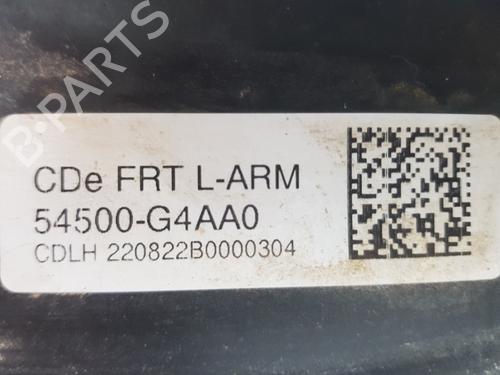 B-PARTS
CDe FRT L-ARM
54500-G4AA0
CDLH 220822B0000304